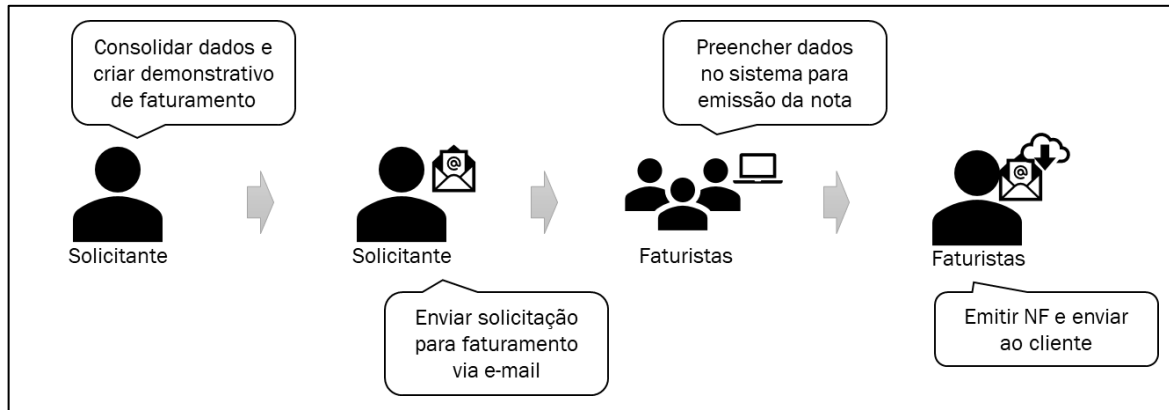 Consolidar dados e
criar demonstrativo
de faturamento
Solicitante
@
Solicitante
Enviar solicitação
para faturamento
via e-mail
Preencher dados
no sistema para
emissão da nota
Faturistas
@
Faturistas
Emitir NF e enviar
ao cliente